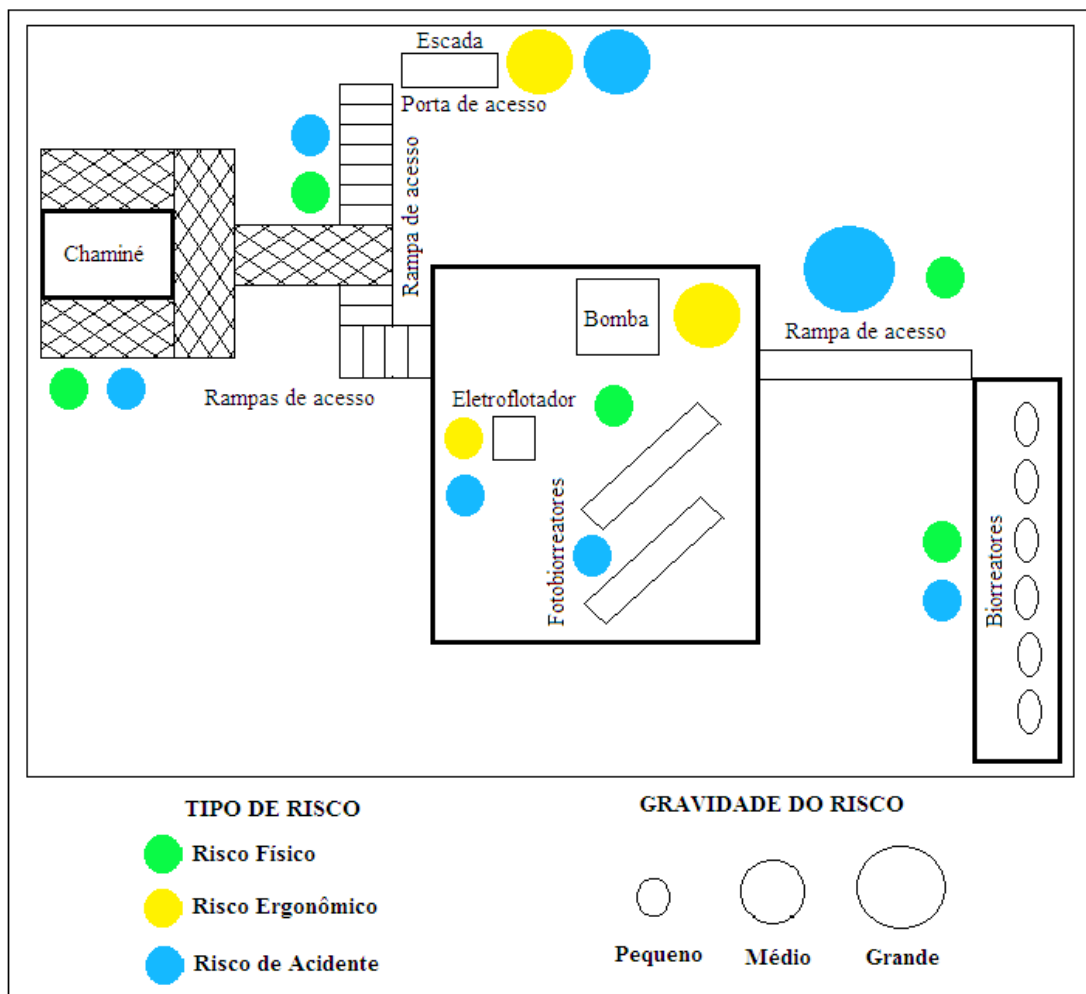 Escada
Porta de acesso
Rampa de acesso
Chaminé
Bomba
Rampa de acesso
Rampas de acesso
Eletroflotador
Fotobiorreatores
Biorreatores
TIPO DE RISCO
Risco Físico
Risco Ergonômico
Risco de Acidente
GRAVIDADE DO RISCO
Pequeno
Médio
Grande